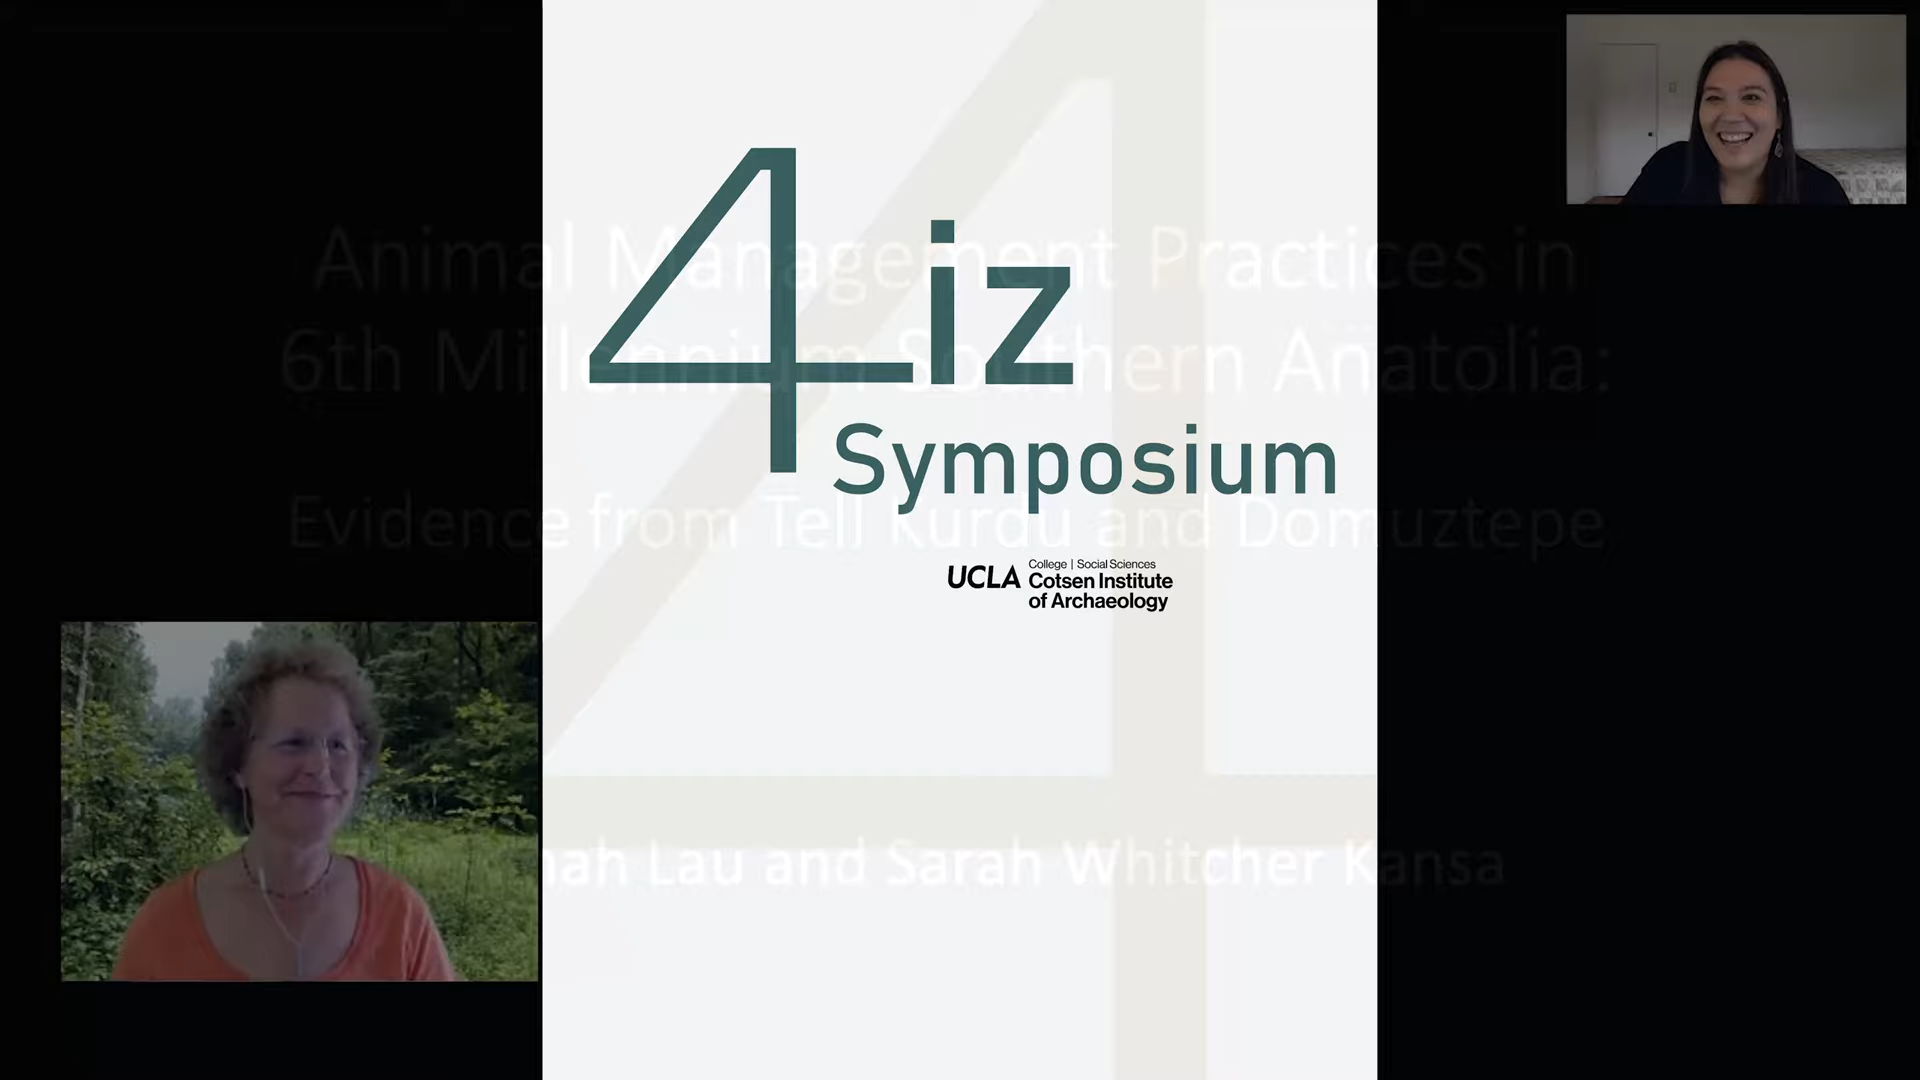 4iz
Symposium
UCLA College | Social Sciences
Cotsen Institute
of Archaeology
Animal Management Practices in
6th Millennium Southern Anatolia:
Evidence from Tell Kurdu and Domuztepe
Lau and Sarah Whitcher Kansa